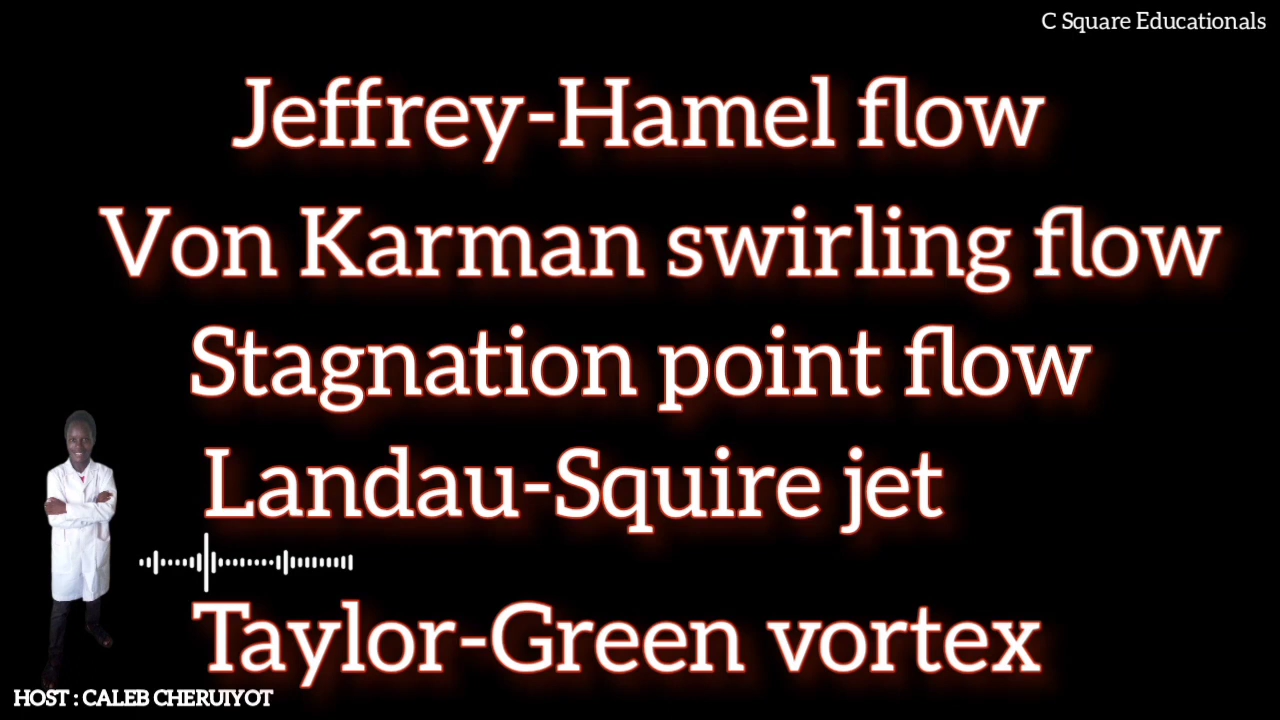 C Square Educationals
Jeffrey-Hamel flow
Von Karman swirling flow
Stagnation point flow
Landau-Squire jet
Taylor-Green vortex
HOST : CALEB CHERUIYOT